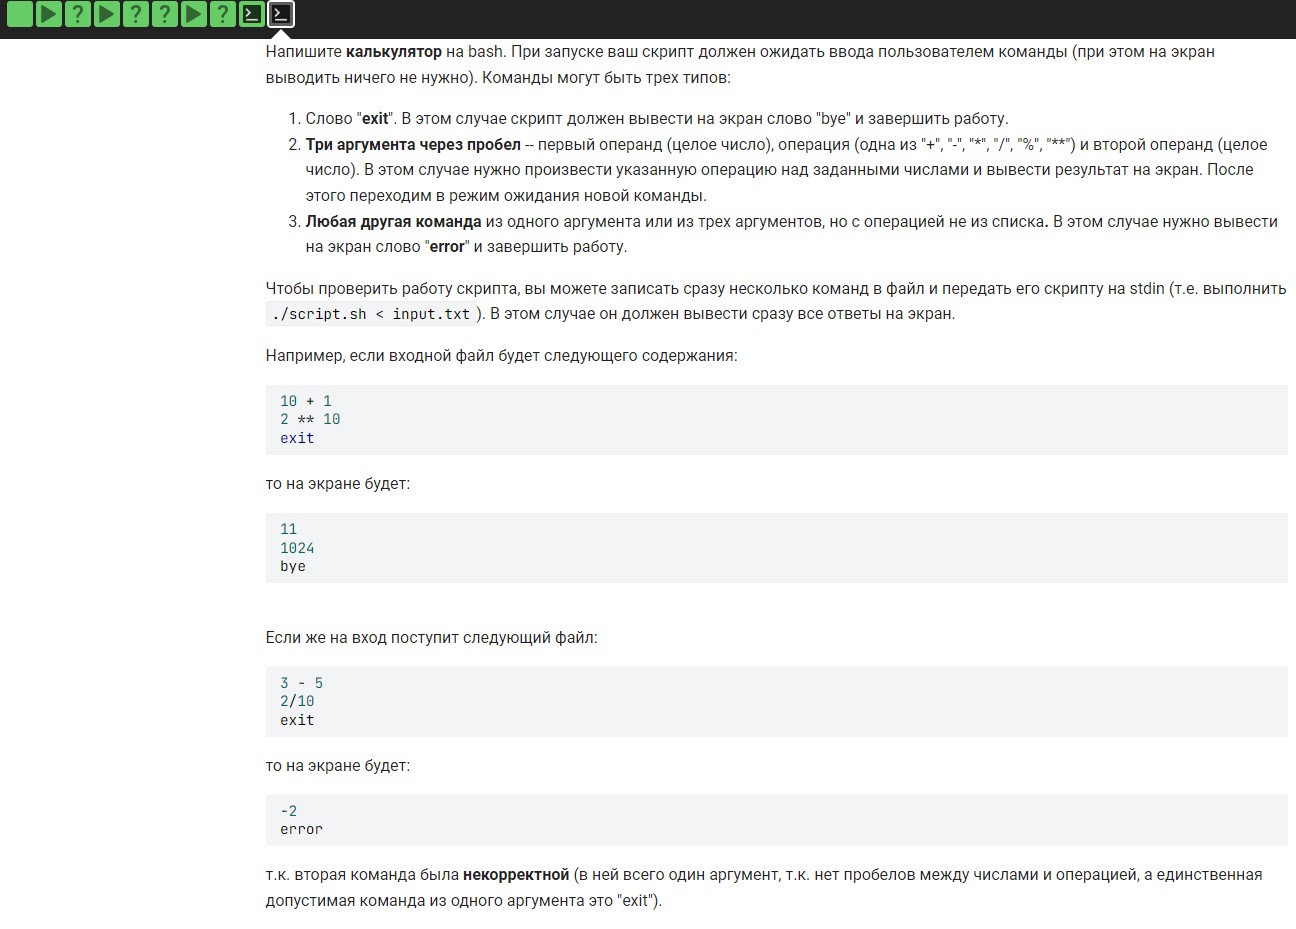 Напишите калькулятор на bash. При запуске ваш скрипт должен ожидать ввода пользователем команды (при этом на экран
выводить ничего не нужно). Команды могут быть трех типов:
1. Слово "exit". В этом случае скрипт должен вывести на экран слово "bye" и завершить работу.
2. Три аргумента через пробел -- первый операнд (целое число), операция (одна из "+", "-", "*", "/", "%", "**") и второй операнд (целое
число). В этом случае нужно произвести указанную операцию над заданными числами и вывести результат на экран. После
этого переходим в режим ожидания новой команды.
3. Любая другая команда из одного аргумента или из трех аргументов, но с операцией не из списка. В этом случае нужно вывести
на экран слово "error" и завершить работу.
Чтобы проверить работу скрипта, вы можете записать сразу несколько команд в файл и передать его скрипту на stdin (т.е. выполнить
./script.sh < input.txt ). В этом случае он должен вывести сразу все ответы на экран.
Например, если входной файл будет следующего содержания:
10 + 1
2 ** 10
exit
то на экране будет:
11
1024
bye
Если же на вход поступит следующий файл:
3 - 5
2/10
exit
то на экране будет:
-2
error
т.к. вторая команда была некорректной (в ней всего один аргумент, т.к. нет пробелов между числами и операцией, а единственная
допустимая команда из одного аргумента это "exit").